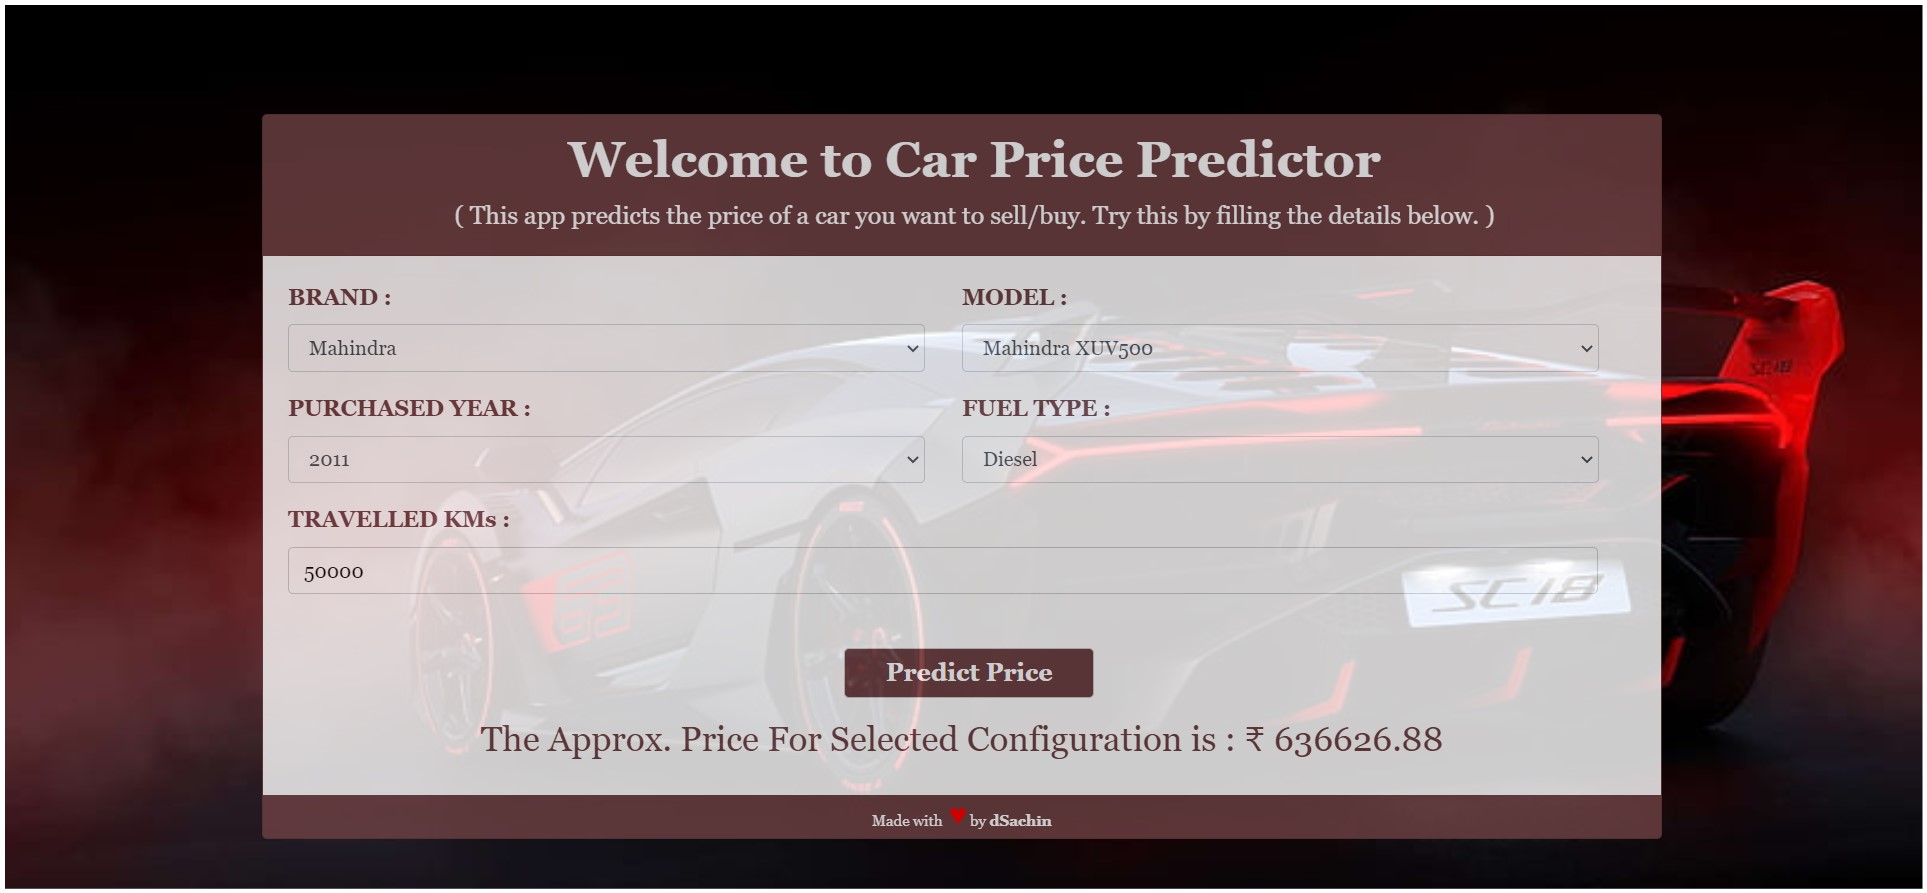 Welcome to Car Price Predictor
( This app predicts the price of a car you want to sell/buy. Try this by filling the details below. )
BRAND :
MODEL :
Mahindra
Mahindra XUV500
PURCHASED YEAR :
FUEL TYPE :
2011
Diesel
TRAVELLED KMs :
50000
Predict Price
The Approx. Price For Selected Configuration is : ₹ 636626.88
Made with ♥ by dSachin
SC18
SC18